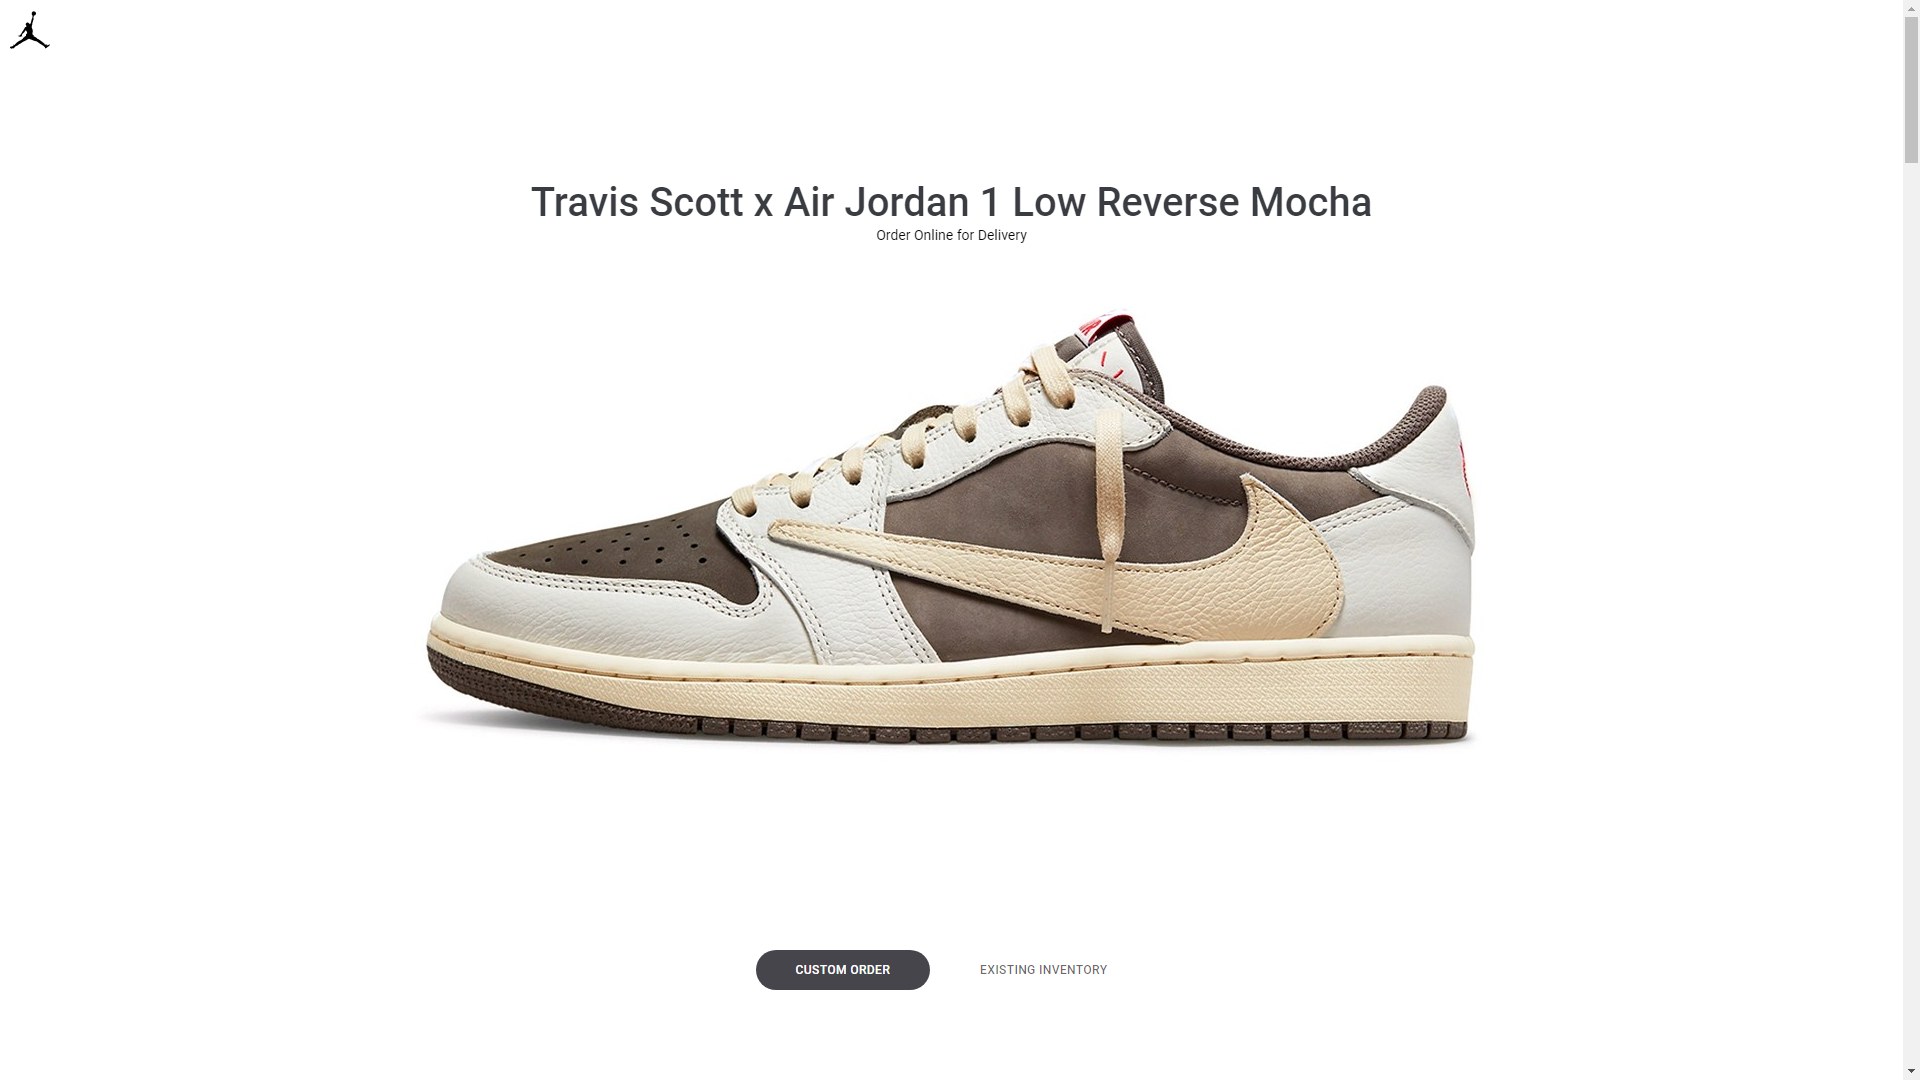 Travis Scott x Air Jordan 1 Low Reverse Mocha
Order Online for Delivery
CUSTOM ORDER
EXISTING INVENTORY